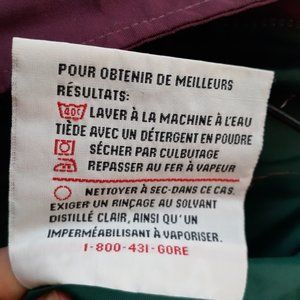 POUR OBTENIR DE MEILLEURS
RÉSULTATS:
40C LAVER À LA MACHINE À L'EAU
TIÈDE AVEC UN DÉTERGENT EN POUDRE
SÉCHER PAR CULBUTAGE
REPASSER AU FER À VAPEUR
NETTOYER À SEC-DANS CE CAS,
EXIGER UN RINÇAGE AU SOLVANT
DISTILLÉ CLAIR, AINSI QU'UN
IMPERMÉABILISANT À VAPORISER.
1-800-431-GORE